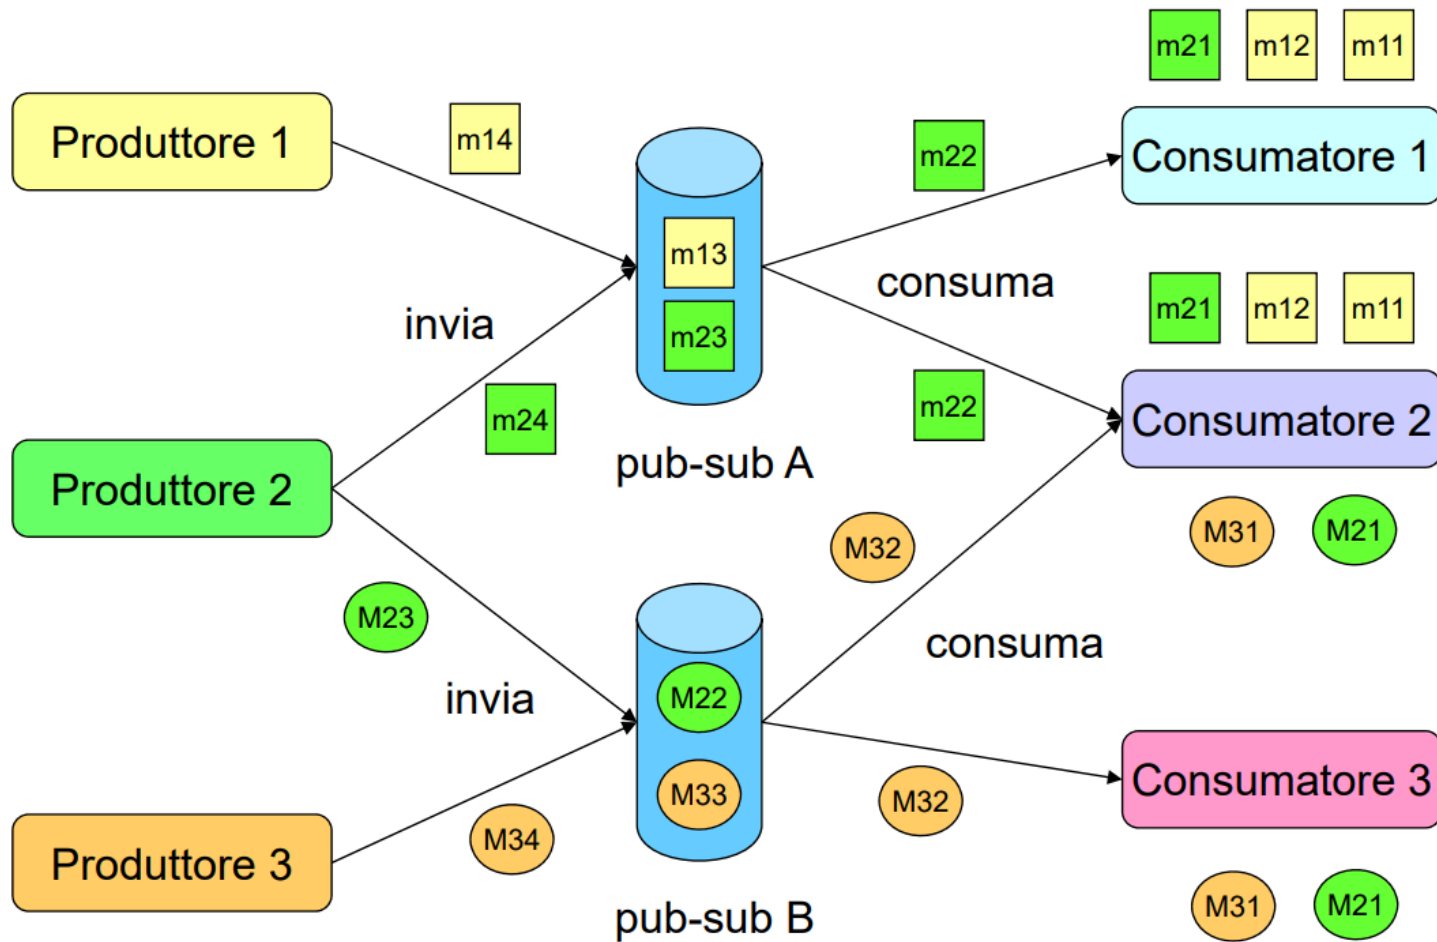 m21 m12 m11
Produttore 1
m14
m22
Consumatore 1
m13
invia
consuma
m21 m12 m11
m23
m24
m22
Consumatore 2
pub-sub A
Produttore 2
M32
M31 M21
M23
consuma
invia
M22
M33
M32
Consumatore 3
M34
Produttore 3
pub-sub B
M31 M21